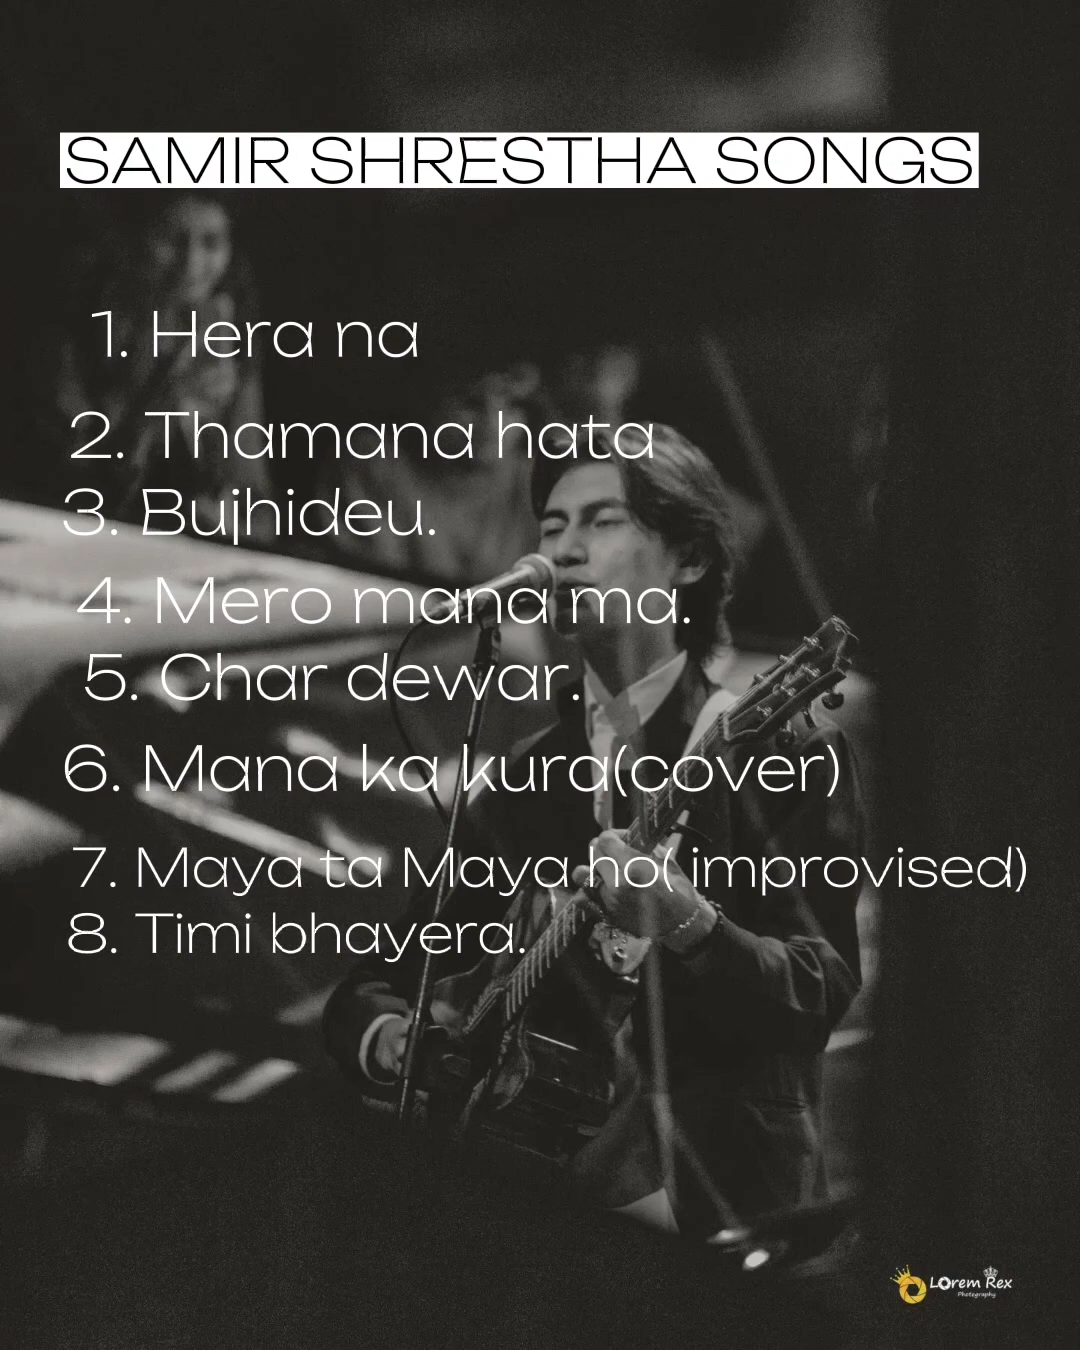 SAMIR SHRESTHA SONGS
1. Hera na
2. Thamana hata
3. Bujhideu.
4. Mero mana ma.
5. Char dewar.
6. Mana ka kura(cover)
7. Maya ta Maya ho( improvised)
8. Timi bhayera.
LOrem Rex
Photography